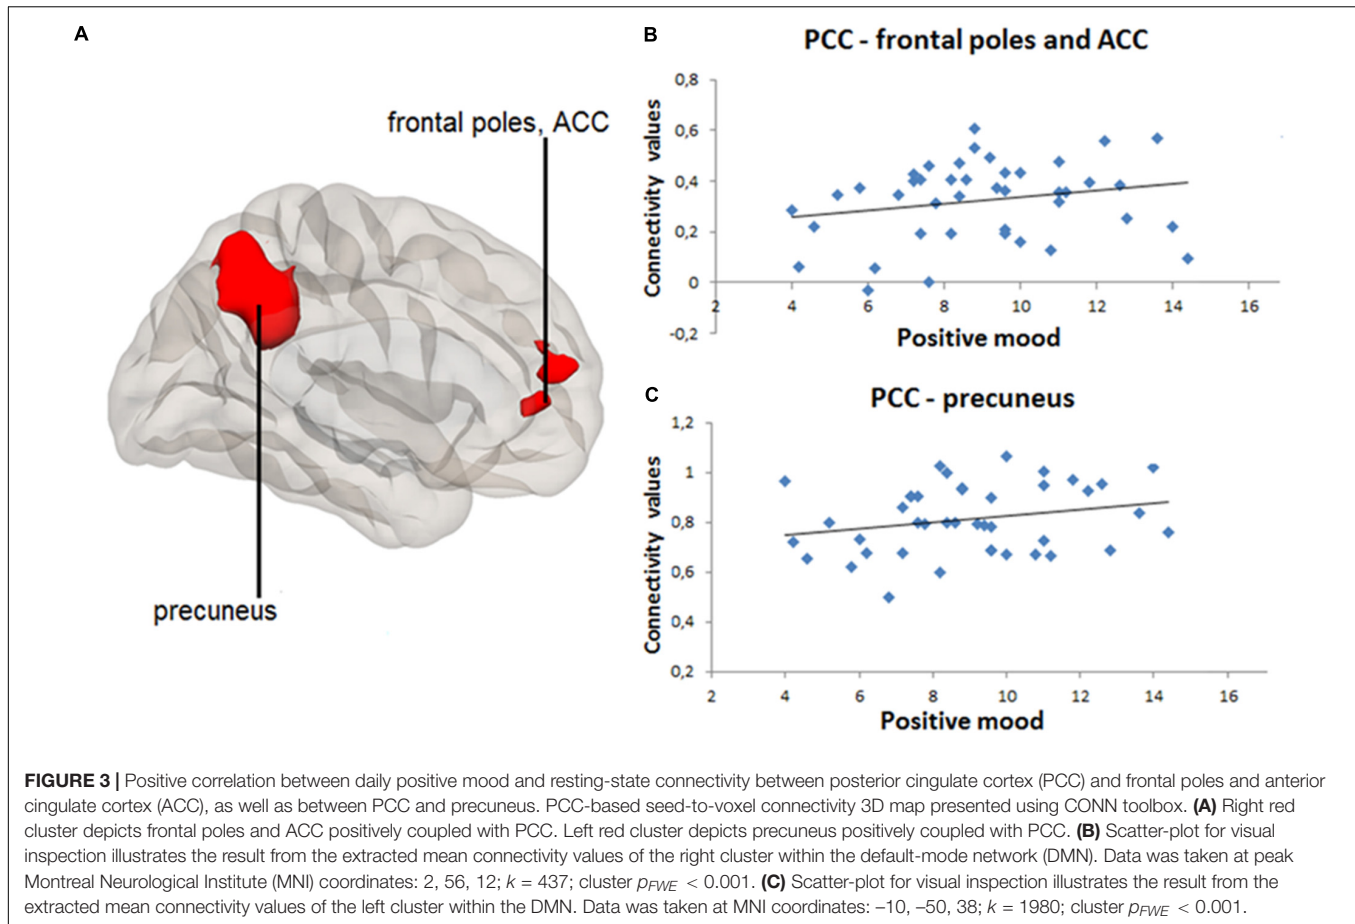 A
frontal poles, ACC
precuneus
B
PCC - frontal poles and ACC
Connectivity values
0,8
0,6
0,4
0,2
0
-0,2
2
4
6
8
10
12
14
16
Positive mood
C
PCC - precuneus
Connectivity values
1,2
1
0,8
0,6
0,4
0,2
2
4
6
8
10
12
14
16
Positive mood
FIGURE 3 | Positive correlation between daily positive mood and resting-state connectivity between posterior cingulate cortex (PCC) and frontal poles and anterior
cingulate cortex (ACC), as well as between PCC and precuneus. PCC-based seed-to-voxel connectivity 3D map presented using CONN toolbox. (A) Right red
cluster depicts frontal poles and ACC positively coupled with PCC. Left red cluster depicts precuneus positively coupled with PCC. (B) Scatter-plot for visual
inspection illustrates the result from the extracted mean connectivity values of the right cluster within the default-mode network (DMN). Data was taken at peak
Montreal Neurological Institute (MNI) coordinates: 2, 56, 12; k = 437; cluster pFWE < 0.001. (C) Scatter-plot for visual inspection illustrates the result from the
extracted mean connectivity values of the left cluster within the DMN. Data was taken at MNI coordinates: –10, –50, 38; k = 1980; cluster pFWE < 0.001.